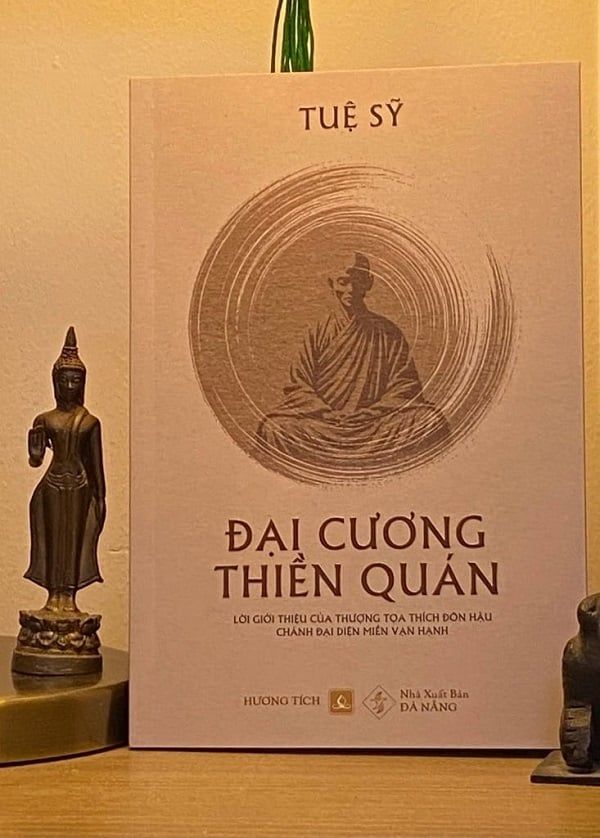 TUỆ SỸ
ĐẠI CƯƠNG
THIỀN QUÁN
LỜI GIỚI THIỆU CỦA THƯỢNG TỌA THÍCH ĐÔN HẬU
CHÁNH ĐẠI DIỆN MIỀN VẠN HẠNH
HƯƠNG TÍCH
Nhà Xuất Bản
ĐÀ NẴNG